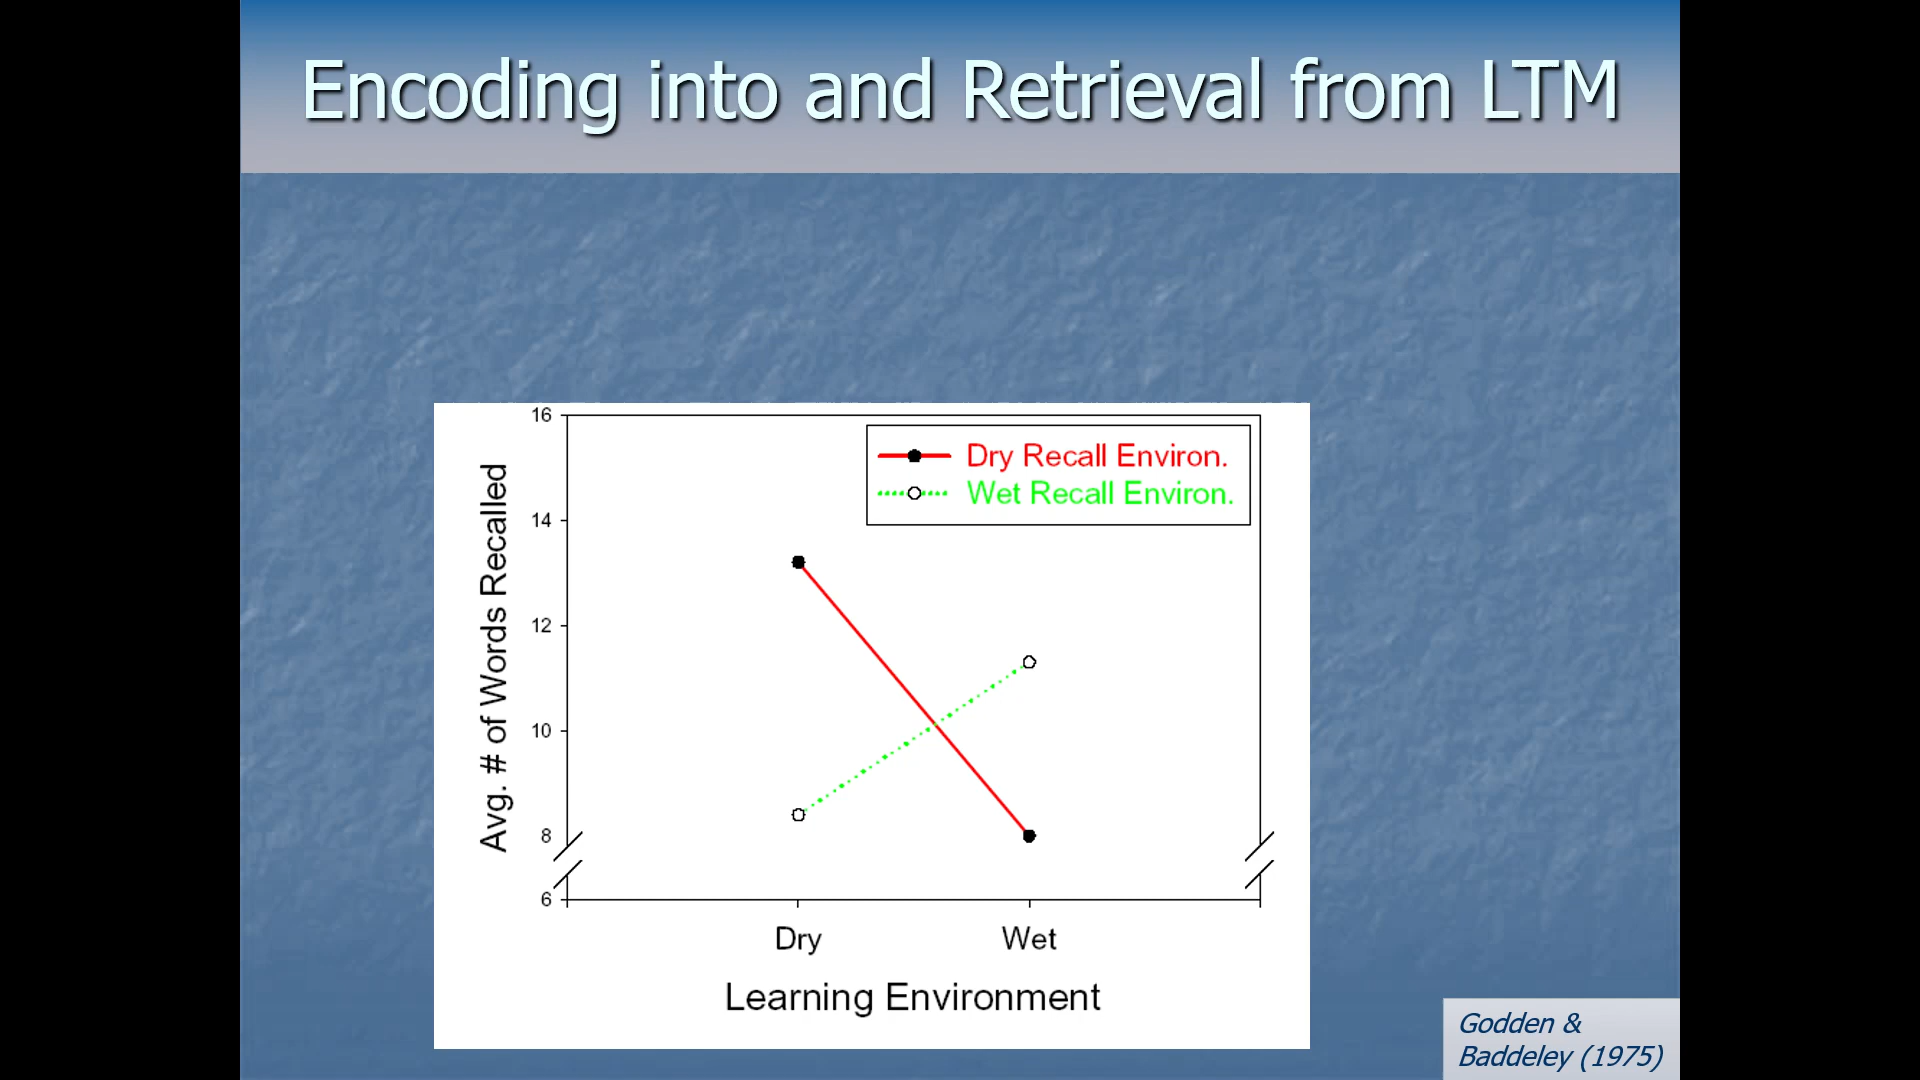 Encoding into and Retrieval from LTM
16
14
12
10
8
6
Avg. # of Words Recalled
Dry Recall Environ.
Wet Recall Environ.
Dry Wet
Learning Environment
Godden &
Baddeley (1975)